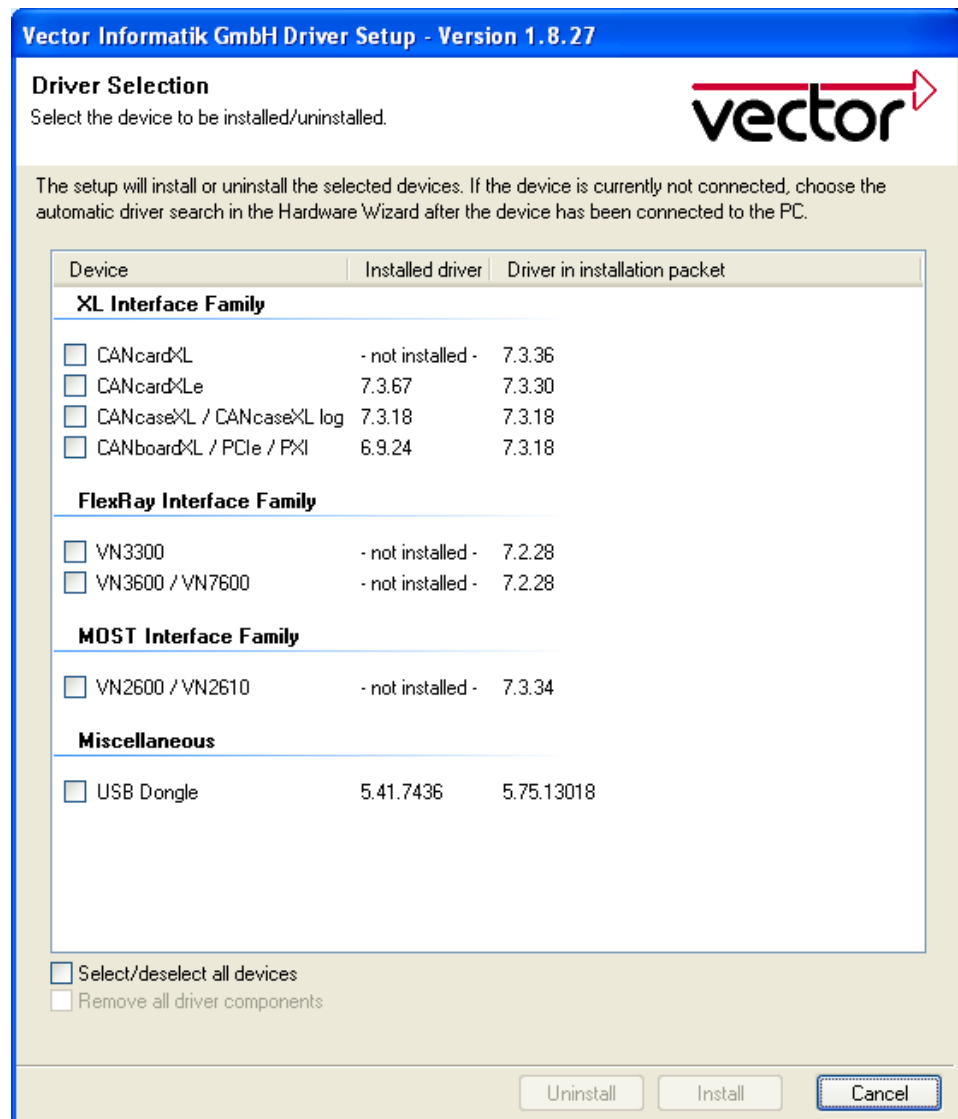 Vector Informatik GmbH Driver Setup - Version 1.8.27
Driver Selection
Select the device to be installed/uninstalled.
vector
The setup will install or uninstall the selected devices. If the device is currently not connected, choose the
automatic driver search in the Hardware Wizard after the device has been connected to the PC.
Device Installed driver Driver in installation packet
XL Interface Family
CANcardXL - not installed - 7.3.36
CANcardXLe 7.3.67 7.3.30
CANcaseXL / CANcaseXL log 7.3.18 7.3.18
CANboardXL / PCIe / PXI 6.9.24 7.3.18
FlexRay Interface Family
VN3300 - not installed - 7.2.28
VN3600 / VN7600 - not installed - 7.2.28
MOST Interface Family
VN2600 / VN2610 - not installed - 7.3.34
Miscellaneous
USB Dongle 5.41.7436 5.75.13018
Select/deselect all devices
Remove all driver components
Uninstall Install Cancel